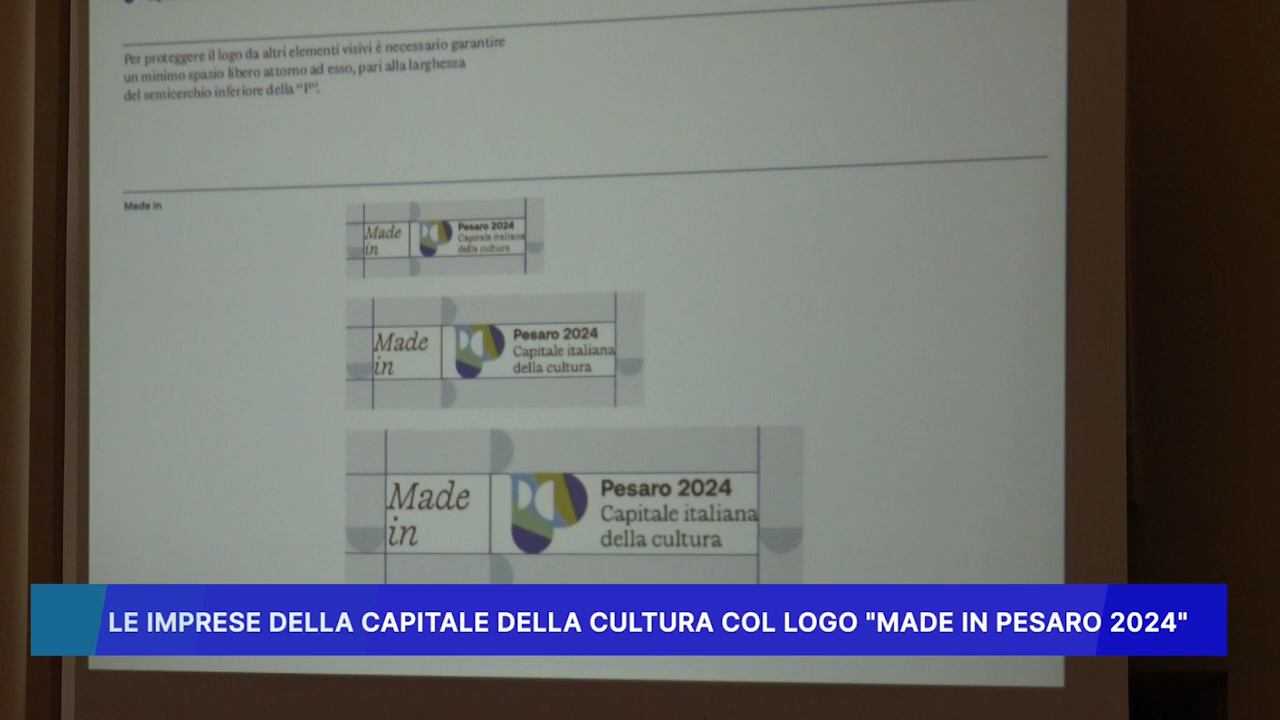 Per proteggere il logo da altri elementi visivi è necessario garantire
un minimo spazio libero attorno ad esso, pari alla larghezza
del semicerchio inferiore della “P”.
Made in
Made
in
Pesaro 2024
Capitale italiana
della cultura
Made
in
Pesaro 2024
Capitale italiana
della cultura
Made
in
Pesaro 2024
Capitale italiana
della cultura
LE IMPRESE DELLA CAPITALE DELLA CULTURA COL LOGO "MADE IN PESARO 2024"